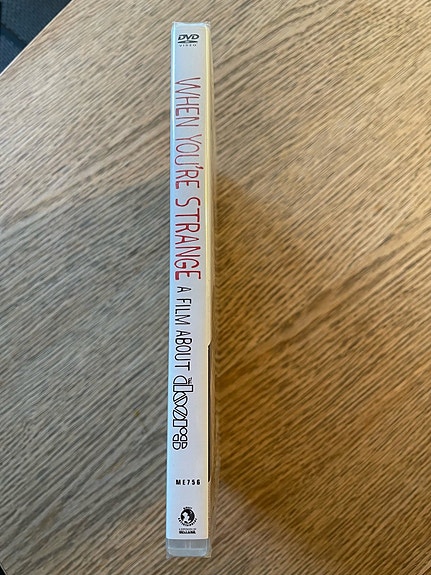 DVD
VIDEO
WHEN YOU'RE STRANGE A FILM ABOUT THE DOORS
ME756